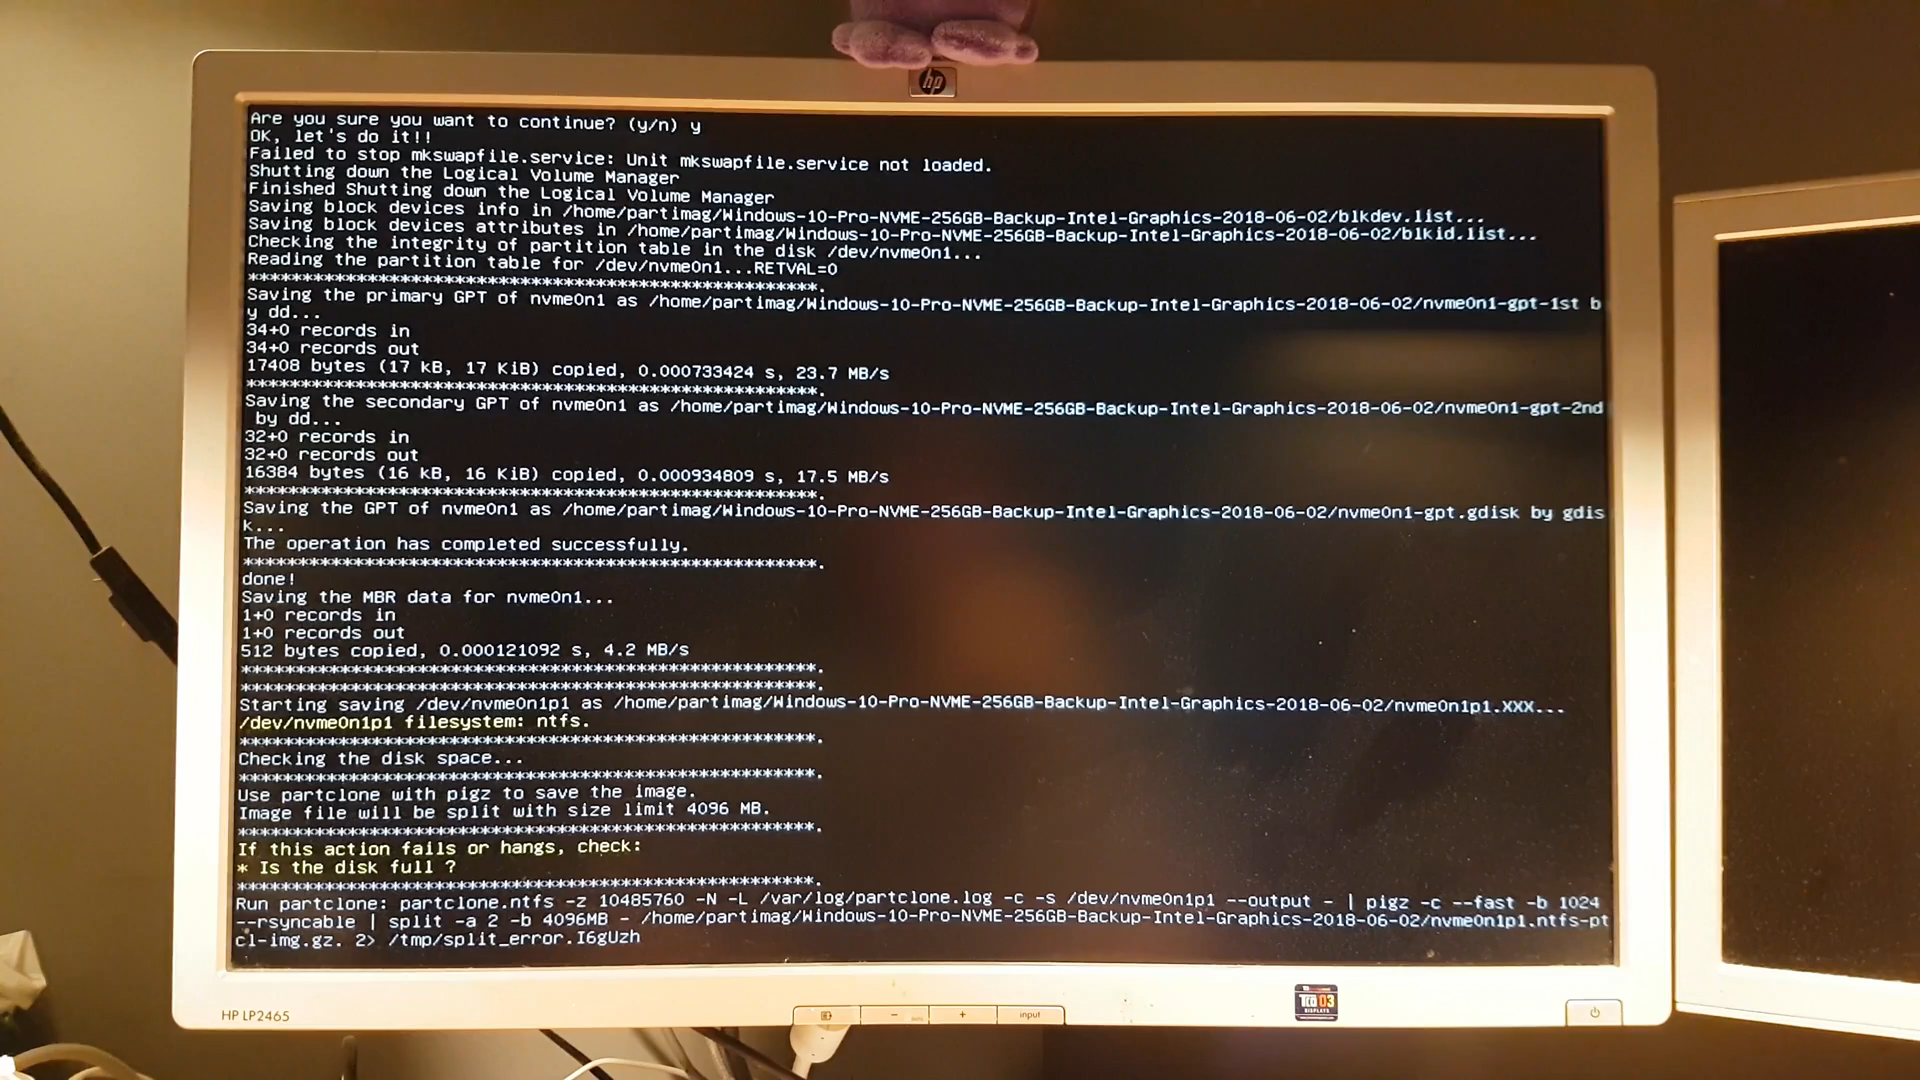 hp
Are you sure you want to continue? (y/n) y
OK, let's do it!!
Failed to stop mkswapfile.service: Unit mkswapfile.service not loaded.
Shutting down the Logical Volume Manager
Finished Shutting down the Logical Volume Manager
Saving block devices info in /home/partimag/Windows-10-Pro-NVME-256GB-Backup-Intel-Graphics-2018-06-02/blkdev.list...
Saving block devices attributes in /home/partimag/Windows-10-Pro-NVME-256GB-Backup-Intel-Graphics-2018-06-02/blkid.list...
Checking the integrity of partition table in the disk /dev/nvme0n1...
Reading the partition table for /dev/nvme0n1...RETVAL=0
*****************************************************.
Saving the primary GPT of nvme0n1 as /home/partimag/Windows-10-Pro-NVME-256GB-Backup-Intel-Graphics-2018-06-02/nvme0n1-gpt-1st b
y dd...
34+0 records in
34+0 records out
17408 bytes (17 kB, 17 KiB) copied, 0.000733424 s, 23.7 MB/s
*****************************************************.
Saving the secondary GPT of nvme0n1 as /home/partimag/Windows-10-Pro-NVME-256GB-Backup-Intel-Graphics-2018-06-02/nvme0n1-gpt-2nd
by dd...
32+0 records in
32+0 records out
16384 bytes (16 kB, 16 KiB) copied, 0.000934809 s, 17.5 MB/s
*****************************************************.
Saving the GPT of nvme0n1 as /home/partimag/Windows-10-Pro-NVME-256GB-Backup-Intel-Graphics-2018-06-02/nvme0n1-gpt.gdisk by gdis
k...
The operation has completed successfully.
*****************************************************.
done!
Saving the MBR data for nvme0n1...
1+0 records in
1+0 records out
512 bytes copied, 0.000121092 s, 4.2 MB/s
*****************************************************.
*****************************************************.
Starting saving /dev/nvme0n1p1 as /home/partimag/Windows-10-Pro-NVME-256GB-Backup-Intel-Graphics-2018-06-02/nvme0n1p1.XXX...
/dev/nvme0n1p1 filesystem: ntfs.
*****************************************************.
Checking the disk space...
*****************************************************.
Use partclone with pigz to save the image.
Image file will be split with size limit 4096 MB.
*****************************************************.
If this action fails or hangs, check:
* Is the disk full ?
*****************************************************.
Run partclone: partclone.ntfs -z 10485760 -N -L /var/log/partclone.log -c -s /dev/nvme0n1p1 --output - | pigz -c --fast -b 1024
--rsyncable | split -a 2 -b 4096MB - /home/partimag/Windows-10-Pro-NVME-256GB-Backup-Intel-Graphics-2018-06-02/nvme0n1p1.ntfs-pt
cl-img.gz. 2> /tmp/split_error.I6gUzh
HP LP2465
- + input
TCO 03
DISPLAYS